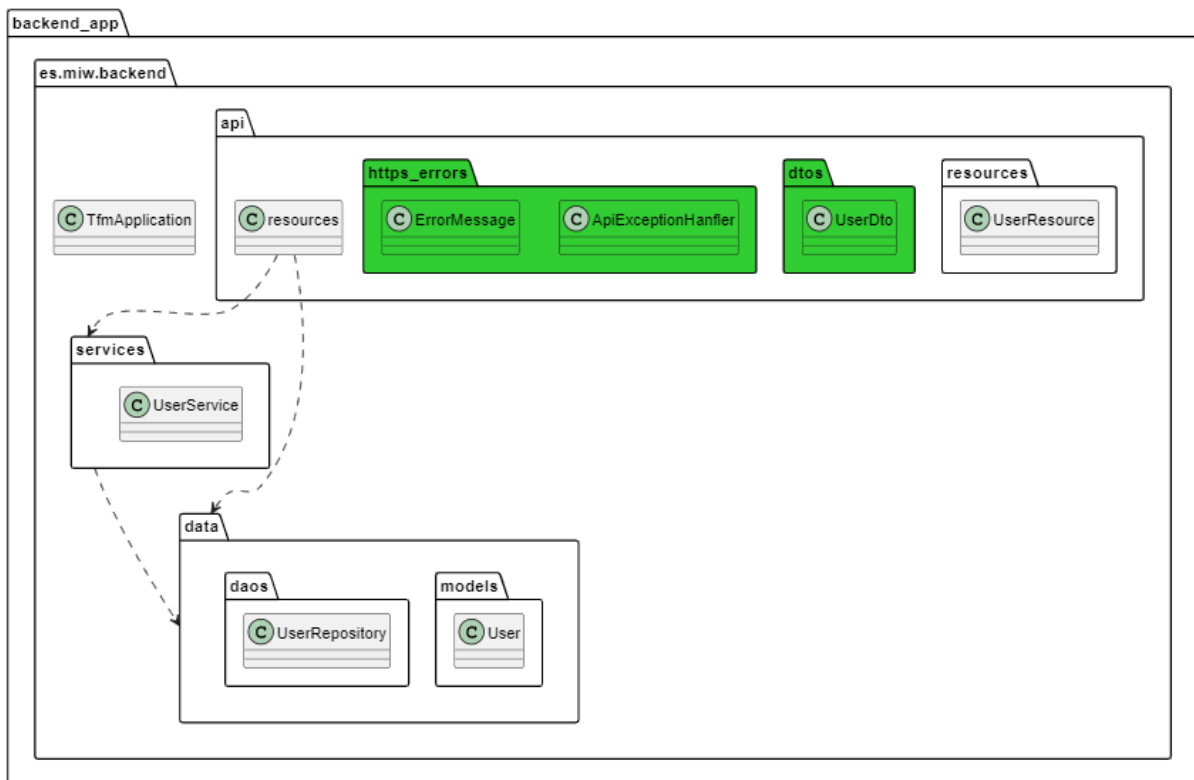 backend_app
es.miw.backend
api
https_errors
dtos
resources
C TfmApplication
C resources
C ErrorMessage
C ApiExceptionHanfler
C UserDto
C UserResource
services
C UserService
data
daos
models
C UserRepository
C User